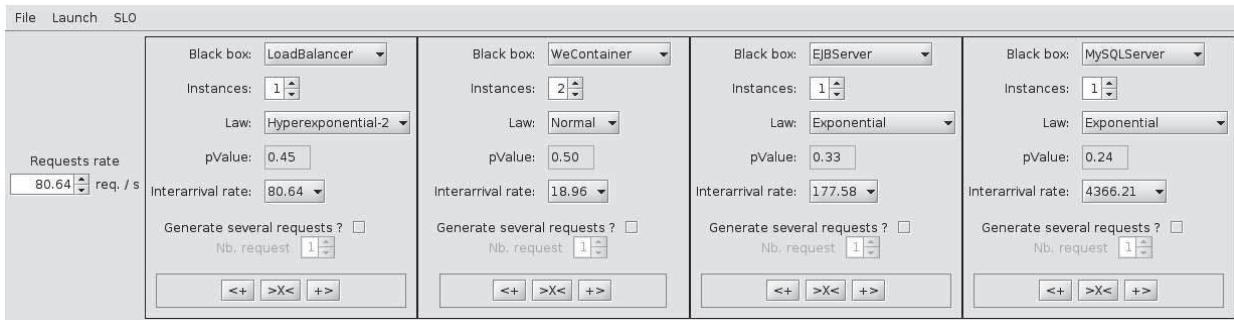 File Launch SLO
Requests rate
80.64 req. / s
Black box: LoadBalancer
Instances: 1
Law: Hyperexponential-2
pValue: 0.45
Interarrival rate: 80.64
Generate several requests ?
Nb. request 1
<+ >X< +>
Black box: WeContainer
Instances: 2
Law: Normal
pValue: 0.50
Interarrival rate: 18.96
Generate several requests ?
Nb. request 1
<+ >X< +>
Black box: EJBServer
Instances: 1
Law: Exponential
pValue: 0.33
Interarrival rate: 177.58
Generate several requests ?
Nb. request 1
<+ >X< +>
Black box: MySQLServer
Instances: 1
Law: Exponential
pValue: 0.24
Interarrival rate: 4366.21
Generate several requests ?
Nb. request 1
<+ >X< +>